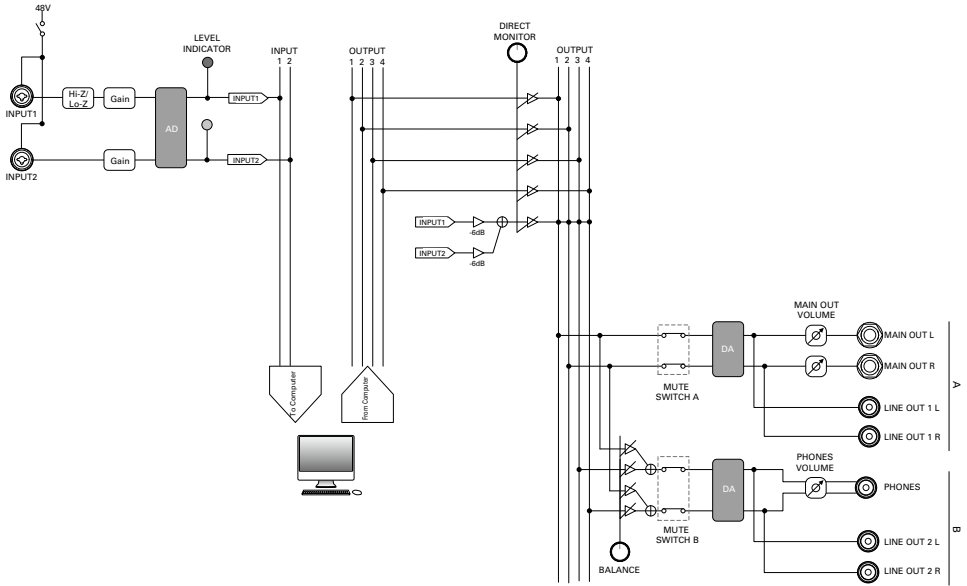 48V
DIRECT
MONITOR
LEVEL
INDICATOR
INPUT
1 2
OUTPUT
1 2 3 4
OUTPUT
1 2 3 4
INPUT1
Hi-Z/
Lo-Z
Gain
AD
INPUT1
INPUT2
Gain
INPUT2
INPUT1
-6dB
INPUT2
-6dB
MAIN OUT
VOLUME
DA
MAIN OUT L
MAIN OUT R
MUTE
SWITCH A
LINE OUT 1 L
LINE OUT 1 R
A
To Computer
From Computer
PHONES
VOLUME
DA
PHONES
MUTE
SWITCH B
LINE OUT 2 L
LINE OUT 2 R
B
BALANCE